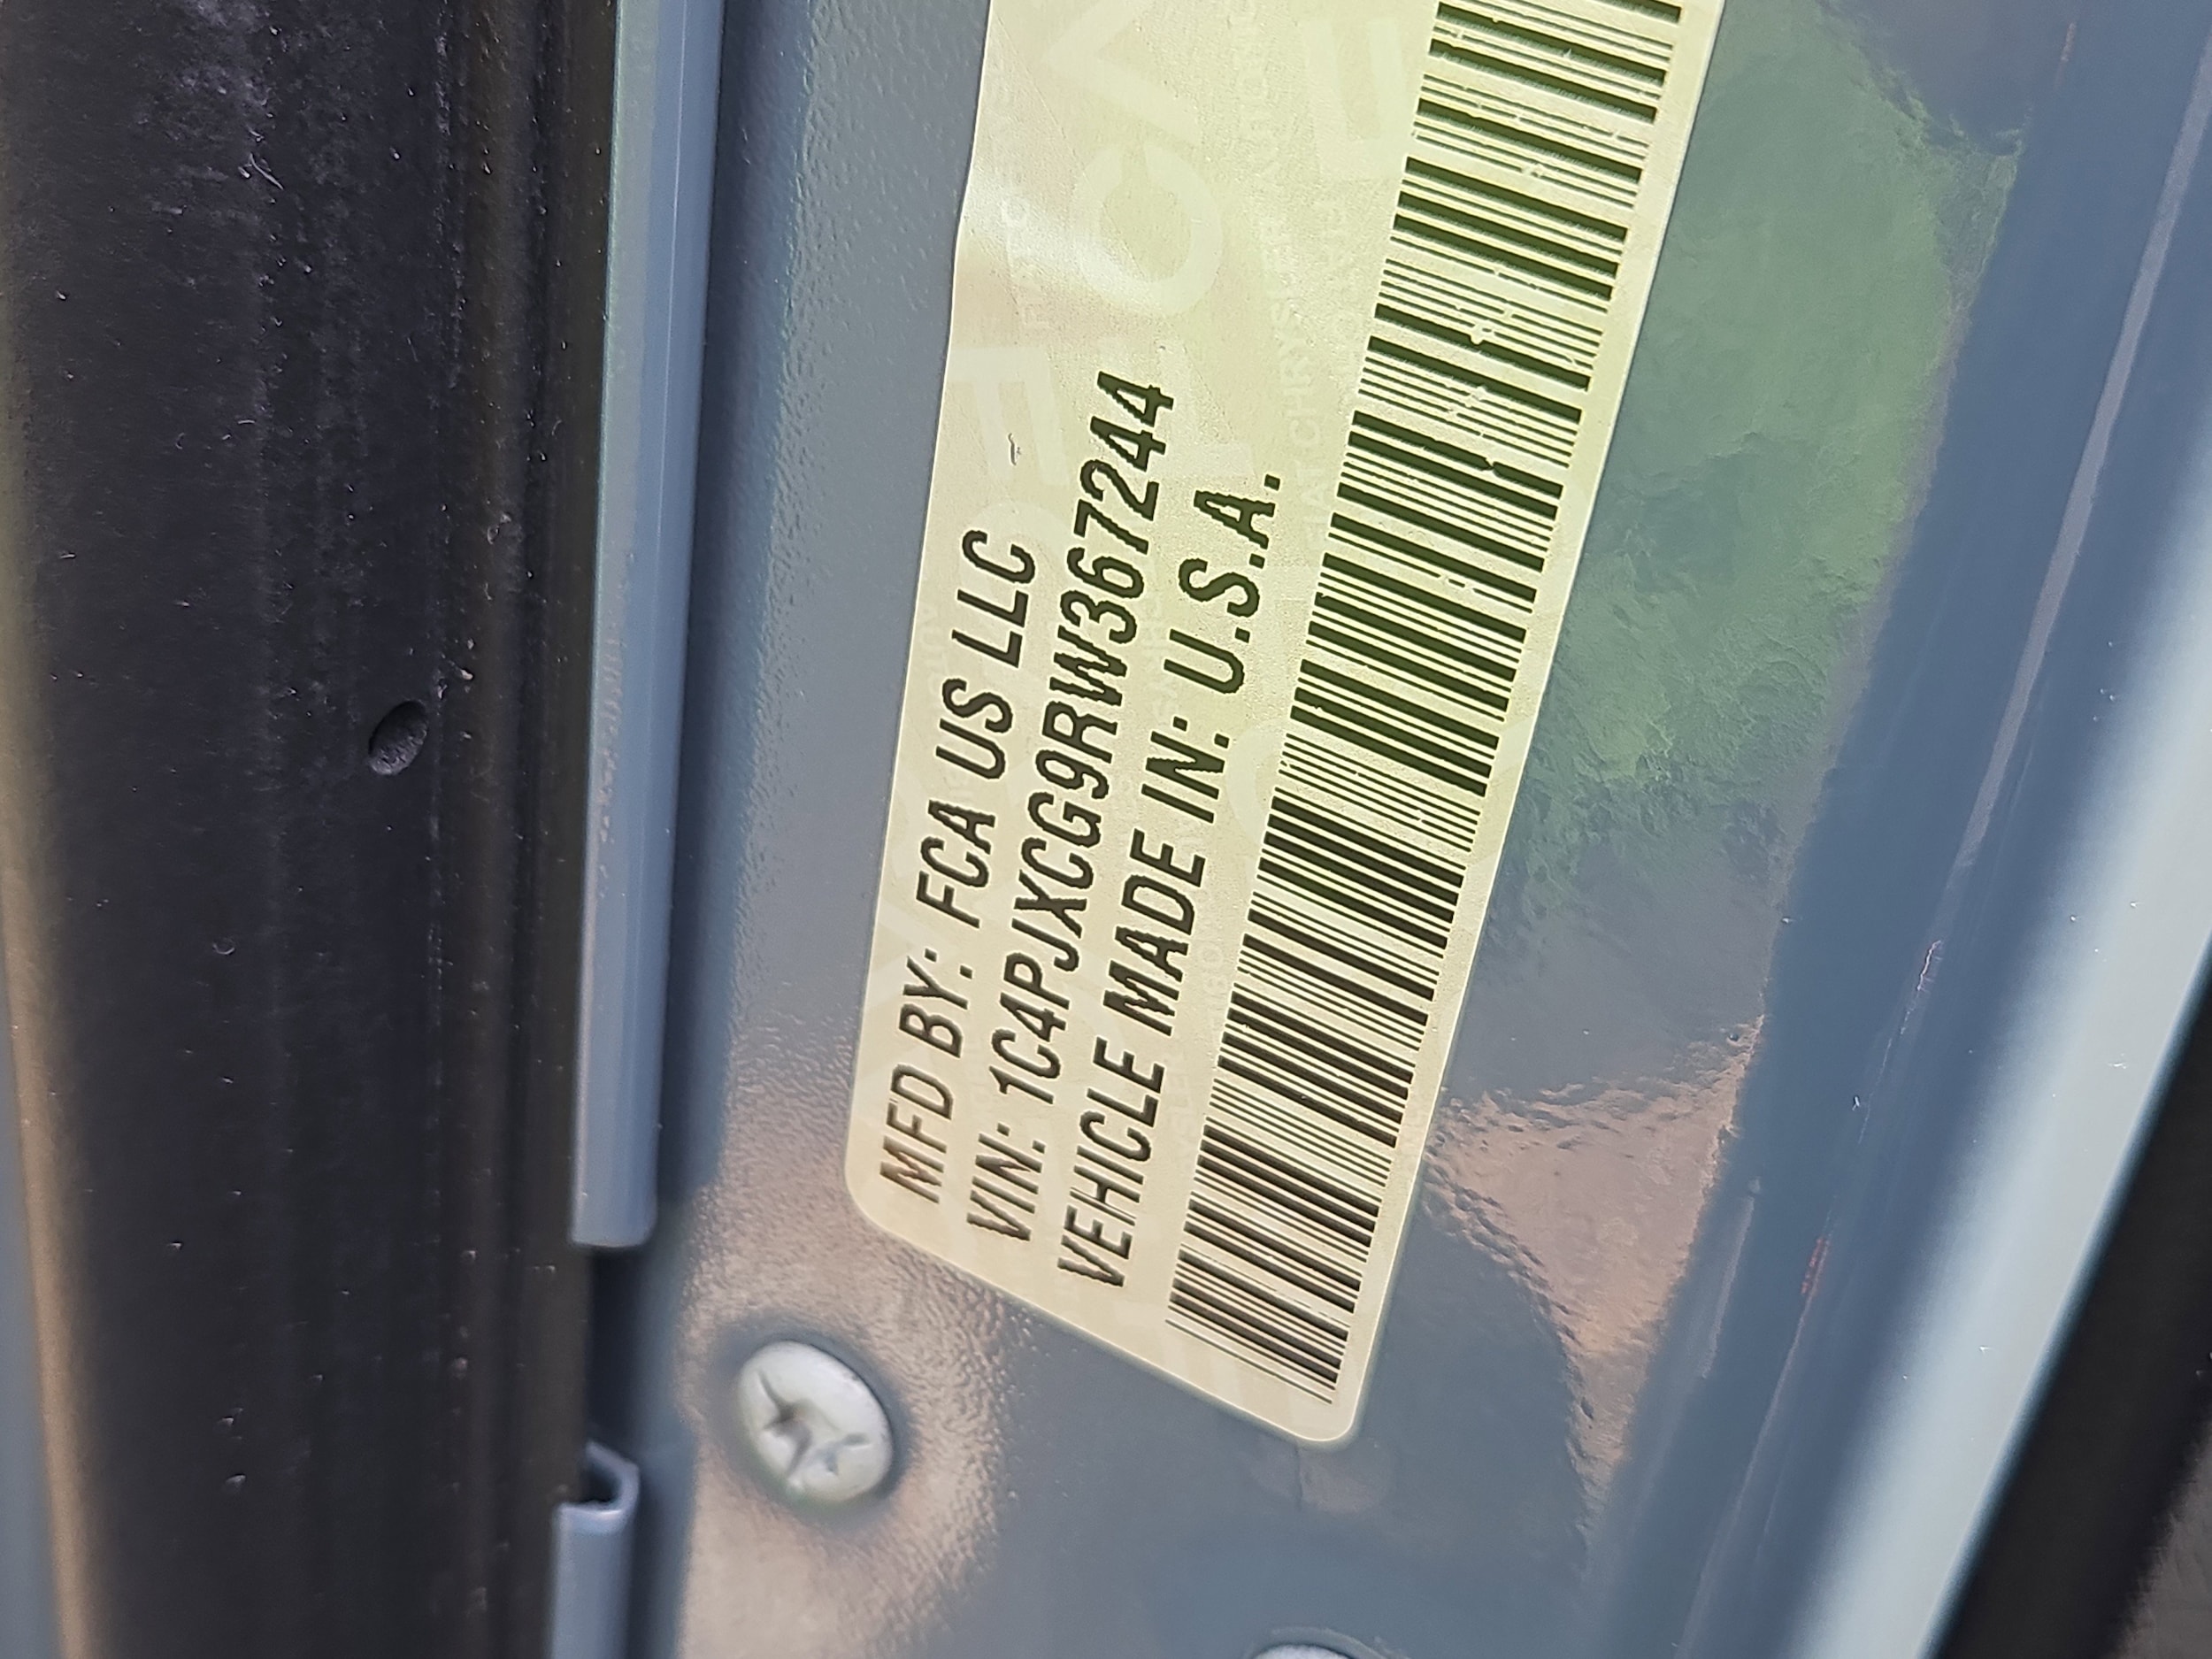 MFD BY: FCA US LLC
VIN: 1C4PJXCG9RW367244
VEHICLE MADE IN: U.S.A.